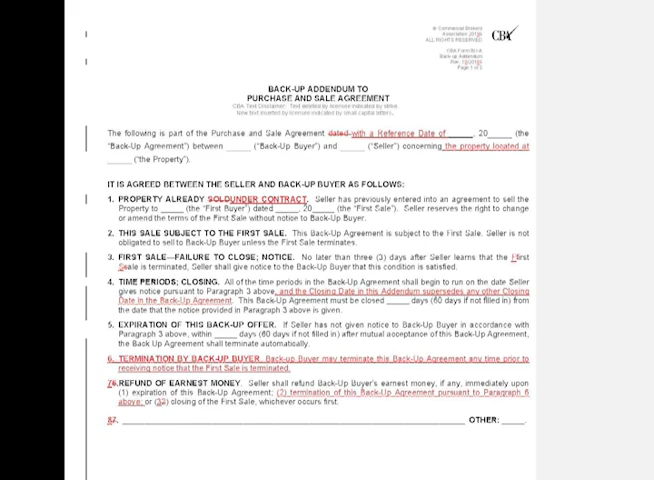 © Commercial Brokers
Association
ALL RIGHTS RESERVED
CBA
CBA Form
Back-up Addendum
Rev.
Page 1 of 2
BACK-UP ADDENDUM TO
PURCHASE AND SALE AGREEMENT
CBA Text Disclaimer: Text deleted by licensee indicated by strike.
New text inserted by licensee indicated by small capital letters.
The following is part of the Purchase and Sale Agreement dated with a Reference Date of ______, 20____ (the
"Back-Up Agreement") between ______ ("Back-Up Buyer") and ______ ("Seller") concerning the property located at
______ ("the Property").
IT IS AGREED BETWEEN THE SELLER AND BACK-UP BUYER AS FOLLOWS:
1. PROPERTY ALREADY SOLDUNDER CONTRACT. Seller has previously entered into an agreement to sell the
Property to _____ (the "First Buyer") dated _____, 20____ (the "First Sale"). Seller reserves the right to change
or amend the terms of the First Sale without notice to Back-Up Buyer.
2. THIS SALE SUBJECT TO THE FIRST SALE. This Back-Up Agreement is subject to the First Sale. Seller is not
obligated to sell to Back-Up Buyer unless the First Sale terminates.
3. FIRST SALE—FAILURE TO CLOSE; NOTICE. No later than three (3) days after Seller learns that the Ffirst
Ssale is terminated, Seller shall give notice to the Back-Up Buyer that this condition is satisfied.
4. TIME PERIODS; CLOSING. All of the time periods in the Back-Up Agreement shall begin to run on the date Seller
gives notice pursuant to Paragraph 3 above, and the Closing Date in this Addendum supersedes any other Closing
Date in the Back-Up Agreement. This Back-Up Agreement must be closed _____ days (60 days if not filled in) from
the date that the notice provided in Paragraph 3 above is given.
5. EXPIRATION OF THIS BACK-UP OFFER. If Seller has not given notice to Back-Up Buyer in accordance with
Paragraph 3 above, within _____ days (60 days if not filled in) after mutual acceptance of this Back-Up Agreement,
the Back-Up Agreement shall terminate automatically.
6. TERMINATION BY BACK-UP BUYER. Back-up Buyer may terminate this Back-Up Agreement any time prior to
receiving notice that the First Sale is terminated.
76. REFUND OF EARNEST MONEY. Seller shall refund Back-Up Buyer's earnest money, if any, immediately upon
(1) expiration of this Back-Up Agreement; (2) termination of this Back-Up Agreement pursuant to Paragraph 6
above; or (32) closing of the First Sale, whichever occurs first.
87. ______ OTHER: _____.